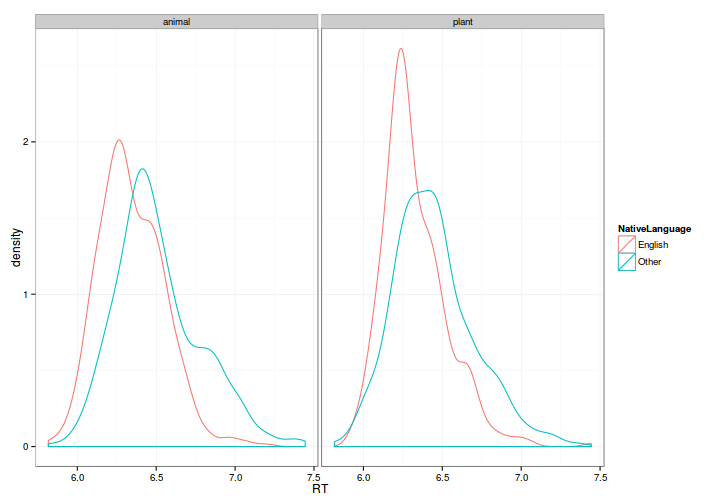 animal
plant
density
2
1
0
6.0 6.5 7.0 7.5
6.0 6.5 7.0 7.5
RT
NativeLanguage
English
Other